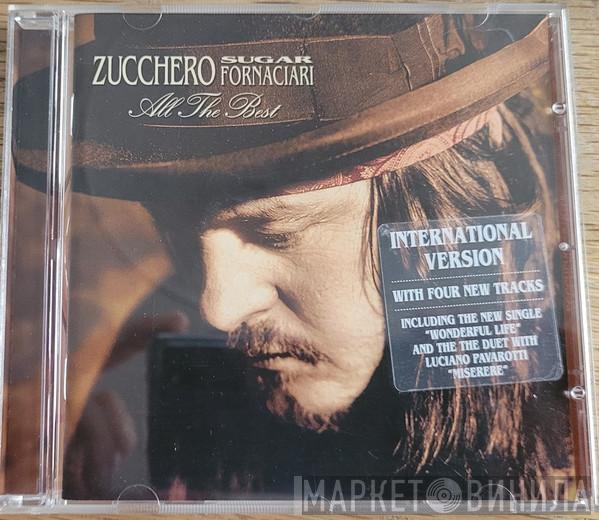 ZUCCHERO SUGAR FORNACIARI
All The Best
INTERNATIONAL
VERSION
WITH FOUR NEW TRACKS
INCLUDING THE NEW SINGLE
"WONDERFUL LIFE"
AND THE THE DUET WITH
LUCIANO PAVAROTTI
"MISERERE"
МАРКЕТ ВИНИЛА